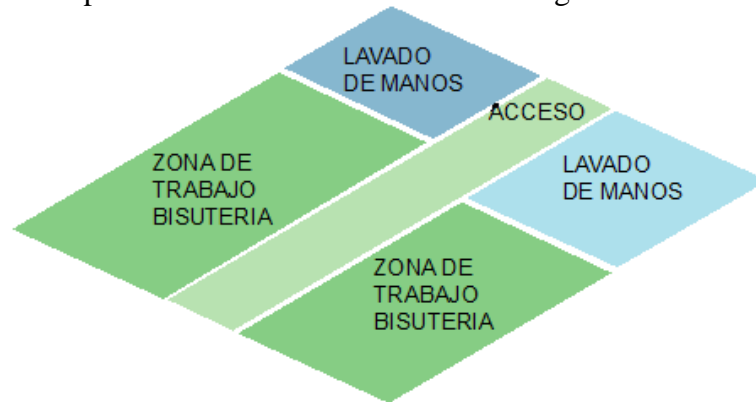 LAVADO
DE MANOS
ACCESO
ZONA DE
TRABAJO
BISUTERIA
LAVADO
DE MANOS
ZONA DE
TRABAJO
BISUTERIA